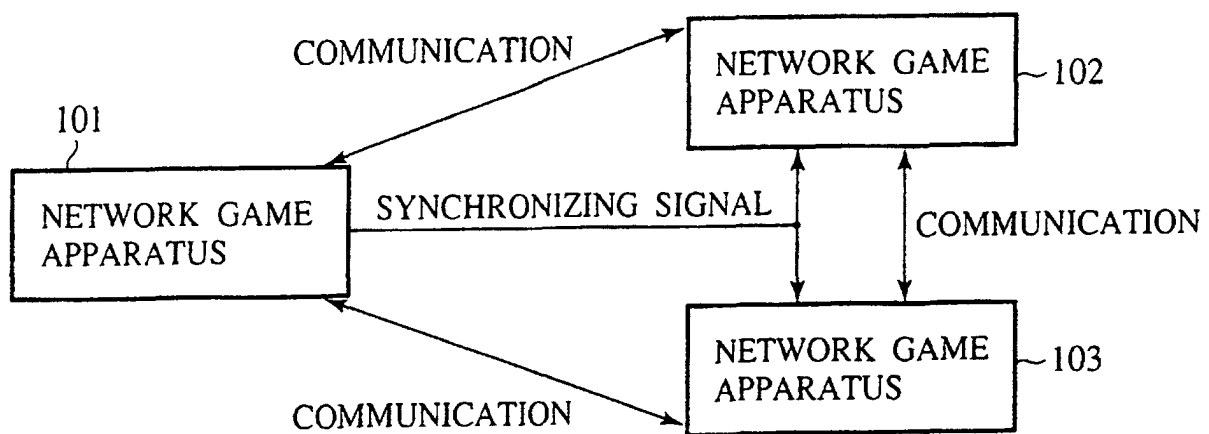 COMMUNICATION
NETWORK GAME
APPARATUS
102
101
NETWORK GAME
APPARATUS
SYNCHRONIZING SIGNAL
COMMUNICATION
NETWORK GAME
APPARATUS
103
COMMUNICATION